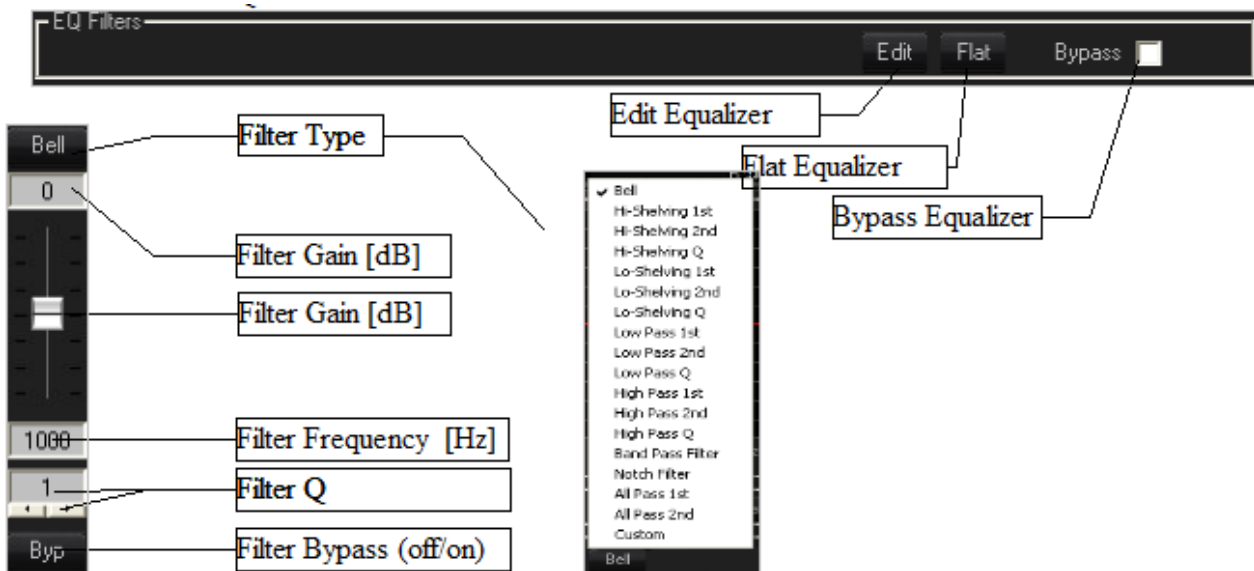 EQ Filters
Edit
Flat
Bypass
Edit Equalizer
Flat Equalizer
Bypass Equalizer
Bell
Filter Type
0
Filter Gain [dB]
Filter Gain [dB]
1000
Filter Frequency [Hz]
1
Filter Q
Byp
Filter Bypass (off/on)
Bell
Hi-Shelving 1st
Hi-Shelving 2nd
Hi-Shelving Q
Lo-Shelving 1st
Lo-Shelving 2nd
Lo-Shelving Q
Low Pass 1st
Low Pass 2nd
Low Pass Q
High Pass 1st
High Pass 2nd
High Pass Q
Band Pass Filter
Notch Filter
All Pass 1st
All Pass 2nd
Custom
Bell